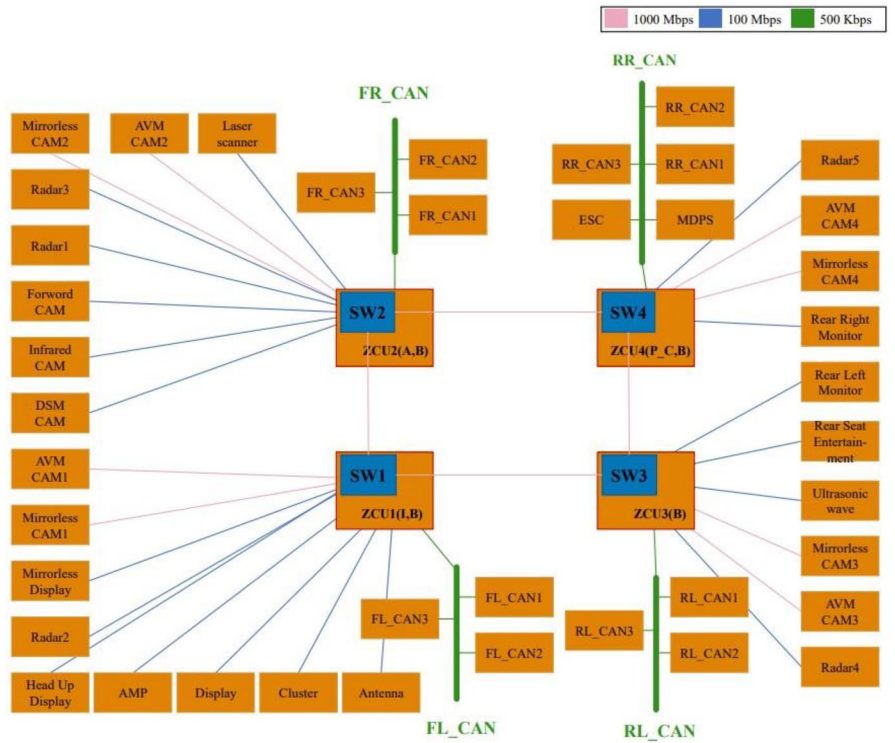 1000 Mbps
100 Mbps
500 Kbps
FR_CAN
RR_CAN
Mirrorless
CAM2
AVM
CAM2
Laser
scanner
Radar3
Radar1
Forword
CAM
Infrared
CAM
DSM
CAM
AVM
CAM1
Mirrorless
CAM1
Mirrorless
Display
Radar2
Head Up
Display
AMP
Display
Cluster
Antenna
FR_CAN2
FR_CAN3
FR_CAN1
RR_CAN2
RR_CAN3
RR_CAN1
ESC
MDPS
Radar5
AVM
CAM4
Mirrorless
CAM4
Rear Right
Monitor
Rear Left
Monitor
Rear Seat
Entertain-
ment
Ultrasonic
wave
Mirrorless
CAM3
AVM
CAM3
Radar4
SW2
ZCU2(A,B)
SW4
ZCU4(P_C,B)
SW1
ZCU1(I,B)
SW3
ZCU3(B)
FL_CAN1
FL_CAN3
FL_CAN2
FL_CAN
RL_CAN1
RL_CAN3
RL_CAN2
RL_CAN